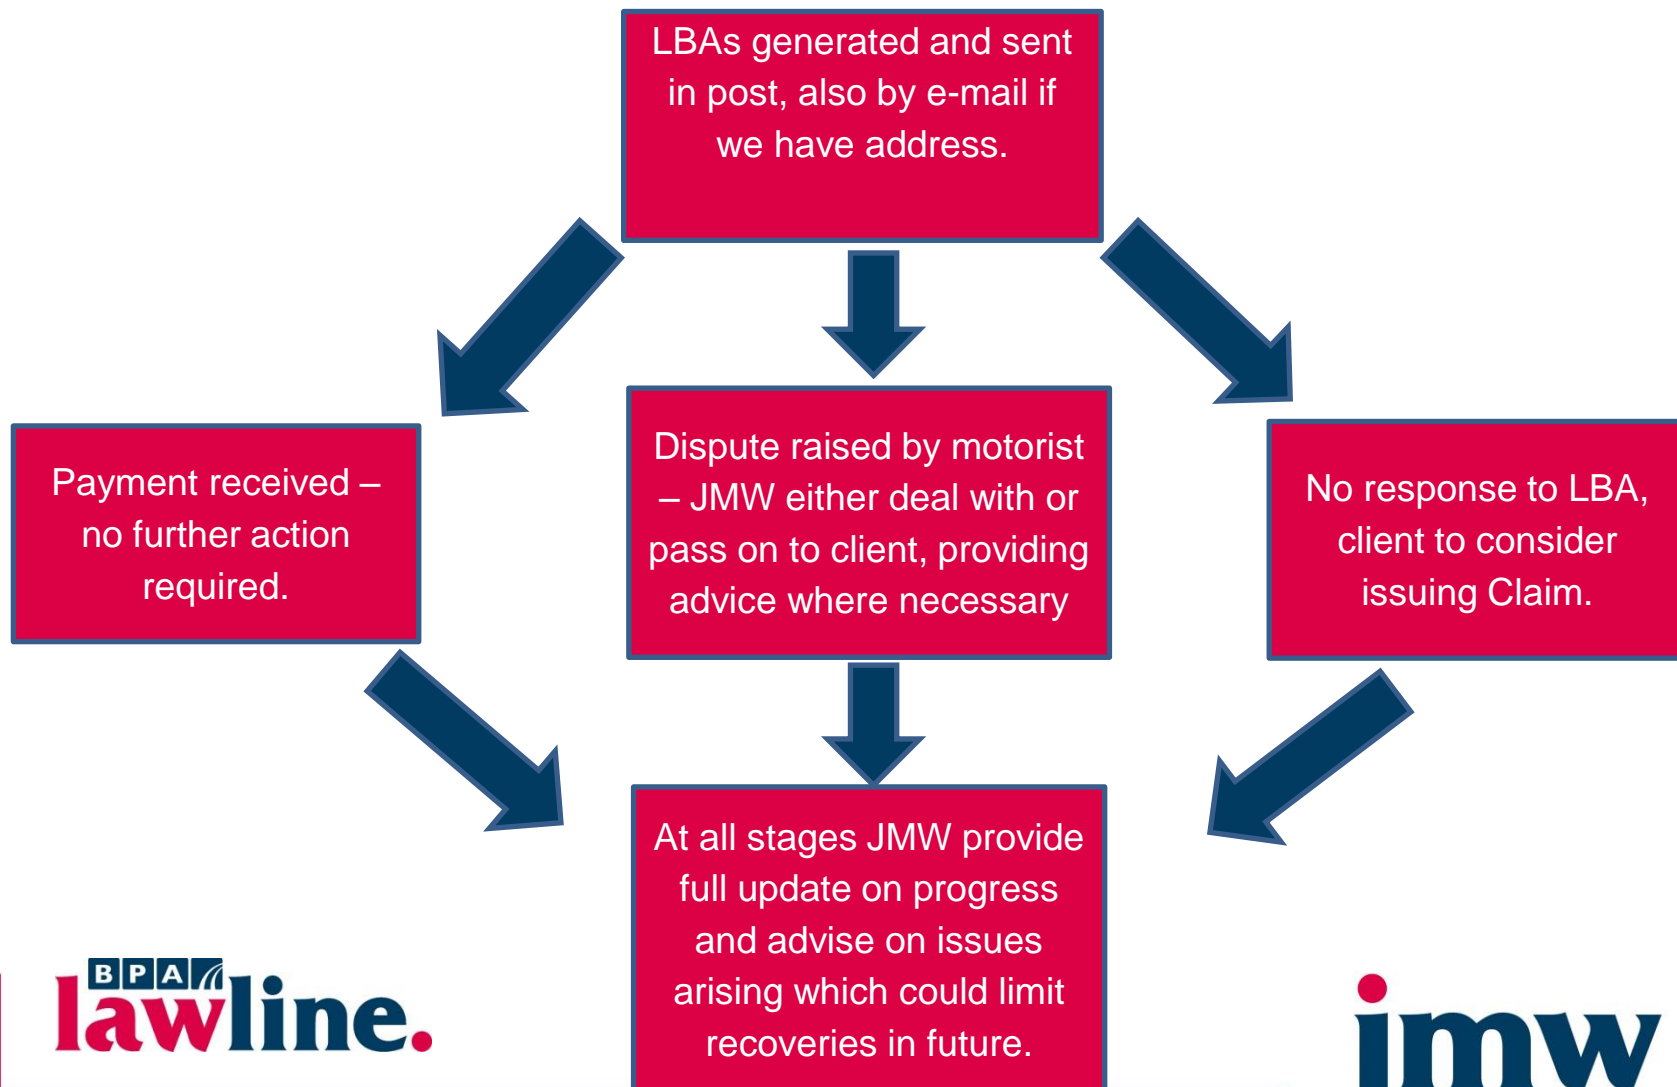 LBAs generated and sent
in post, also by e-mail if
we have address.
Payment received –
no further action
required.
Dispute raised by motorist
– JMW either deal with or
pass on to client, providing
advice where necessary
No response to LBA,
client to consider
issuing Claim.
At all stages JMW provide
full update on progress
and advise on issues
arising which could limit
recoveries in future.
BPA
lawline.
jmw